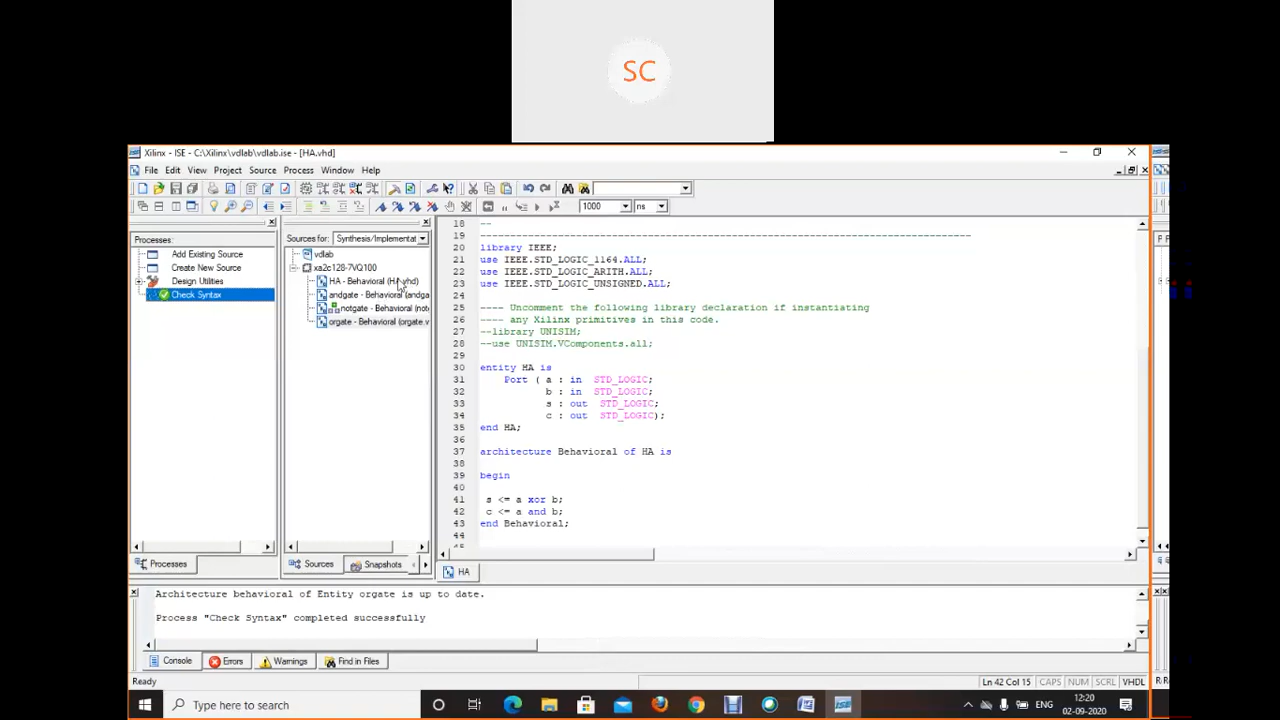 SC
Xilinx - ISE - C:\Xilinx\vdlab\vdlab.ise - [HA.vhd]
File Edit View Project Source Process Window Help
1000 ns
Processes:
Add Existing Source
Create New Source
Design Utilities
Check Syntax
Processes
Sources for: Synthesis/Implementat
vdlab
xa2c128-7VQ100
HA - Behavioral (HA.vhd)
andgate - Behavioral (andga
notgate - Behavioral (not
orgate - Behavioral (orgate.v
Sources Snapshots
18 --
19 --------------------------------------------------------------------------------
20 library IEEE;
21 use IEEE.STD_LOGIC_1164.ALL;
22 use IEEE.STD_LOGIC_ARITH.ALL;
23 use IEEE.STD_LOGIC_UNSIGNED.ALL;
24
25 ---- Uncomment the following library declaration if instantiating
26 ---- any Xilinx primitives in this code.
27 --library UNISIM;
28 --use UNISIM.VComponents.all;
29
30 entity HA is
31 Port ( a : in STD_LOGIC;
32 b : in STD_LOGIC;
33 s : out STD_LOGIC;
34 c : out STD_LOGIC);
35 end HA;
36
37 architecture Behavioral of HA is
38
39 begin
40
41 s <= a xor b;
42 c <= a and b;
43 end Behavioral;
44
45
HA
Architecture behavioral of Entity orgate is up to date.
Process "Check Syntax" completed successfully
Console Errors Warnings Find in Files
Ready
Ln 42 Col 15 CAPS NUM SCRL VHDL
Type here to search
ENG
12:20
02-09-2020